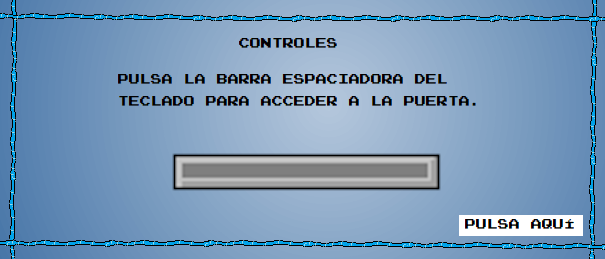 CONTROLES
PULSA LA BARRA ESPACIADORA DEL
TECLADO PARA ACCEDER A LA PUERTA.
PULSA AQUí